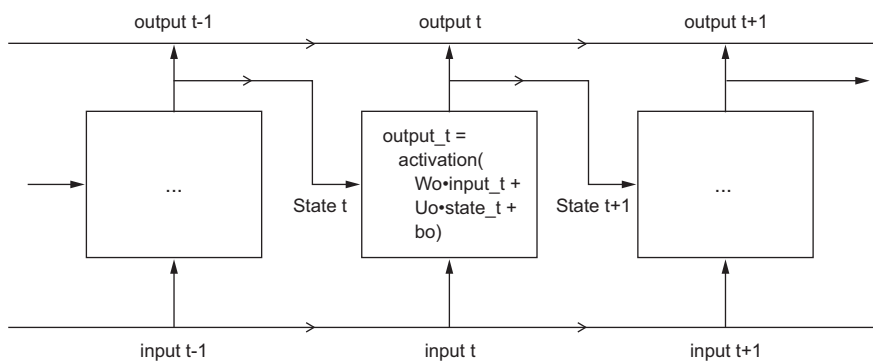 output t-1
output t
output t+1
...
output_t =
activation(
Wo•input_t +
Uo•state_t +
bo)
...
State t
State t+1
input t-1
input t
input t+1